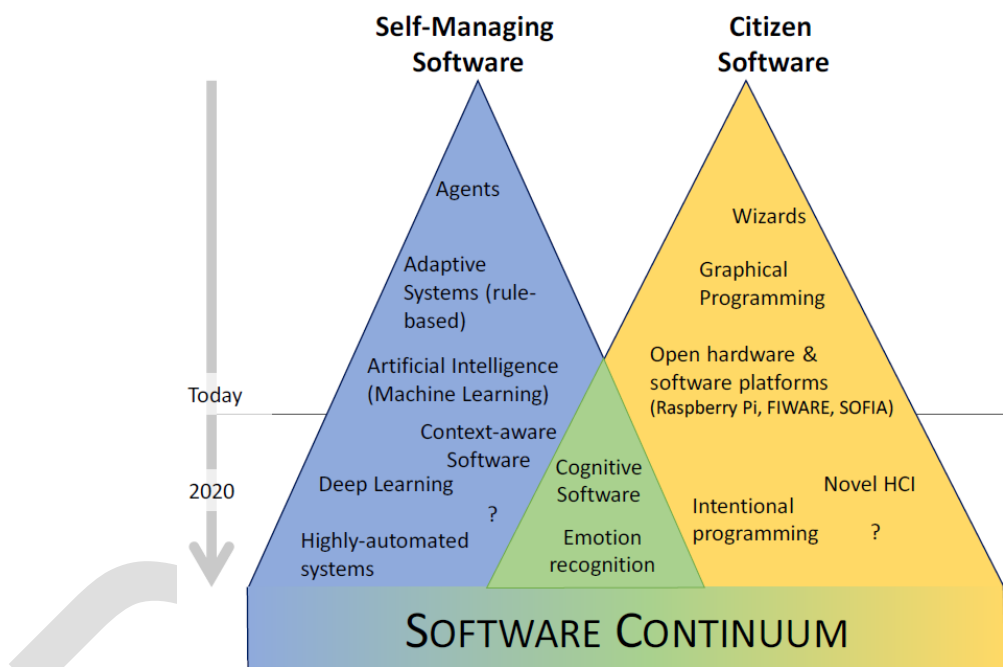 Self-Managing
Software
Citizen
Software
Agents
Wizards
Adaptive
Systems (rule-
based)
Graphical
Programming
Artificial Intelligence
(Machine Learning)
Open hardware &
software platforms
(Raspberry Pi, FIWARE, SOFIA)
Today
Context-aware
Software
Cognitive
Software
2020
Deep Learning
?
Novel HCI
Intentional
programming
?
Highly-automated
systems
Emotion
recognition
SOFTWARE CONTINUUM